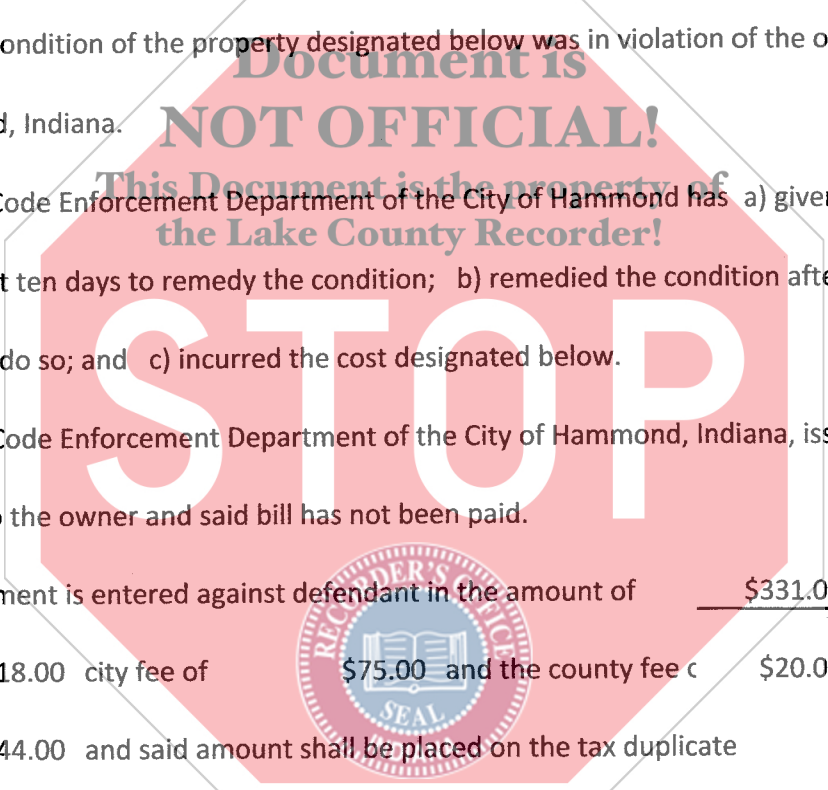 ondition of the property designated below was in violation of the o
Document is
d, Indiana.
NOT OFFICIAL!
This Document is the property of
Code Enforcement Department of the City of Hammond has a) given
the Lake County Recorder!
t ten days to remedy the condition; b) remedied the condition afte
STOP
do so; and c) incurred the cost designated below.
Code Enforcement Department of the City of Hammond, Indiana, iss
the owner and said bill has not been paid.
ment is entered against defendant in the amount of $331.0
RECORDER'S OFFICE
18.00 city fee of $75.00 and the county fee $20.0
SEAL
44.00 and said amount shall be placed on the tax duplicate
INDIANA